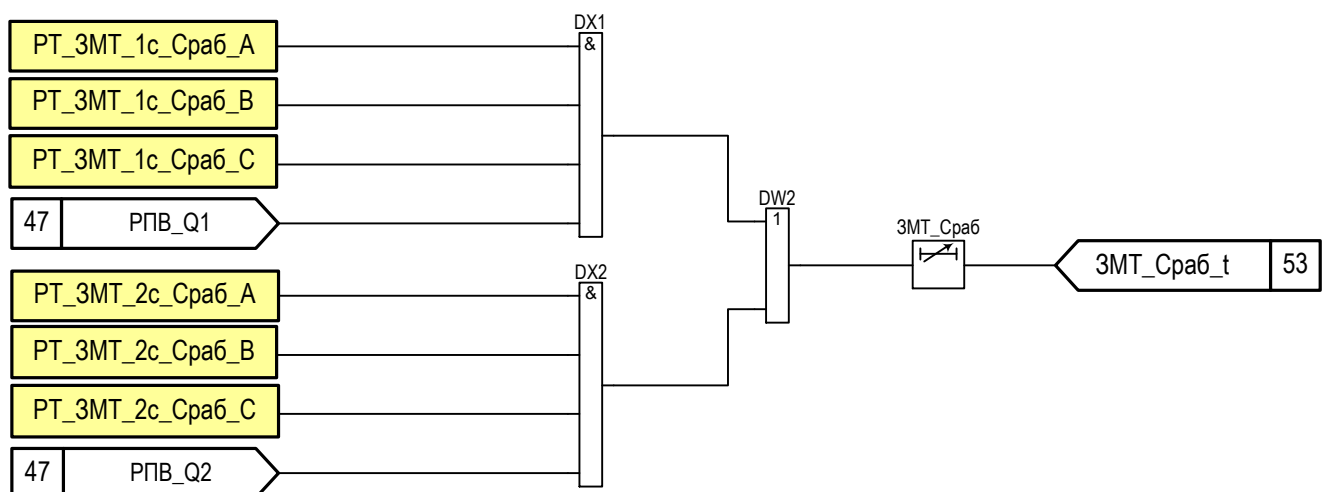 РТ_ЗМТ_1с_Сраб_А
РТ_ЗМТ_1с_Сраб_В
РТ_ЗМТ_1с_Сраб_С
47 РПВ_Q1
DX1
&
РТ_ЗМТ_2с_Сраб_А
РТ_ЗМТ_2с_Сраб_В
РТ_ЗМТ_2с_Сраб_С
47 РПВ_Q2
DX2
&
DW2
1
ЗМТ_Сраб
ЗМТ_Сраб_t 53